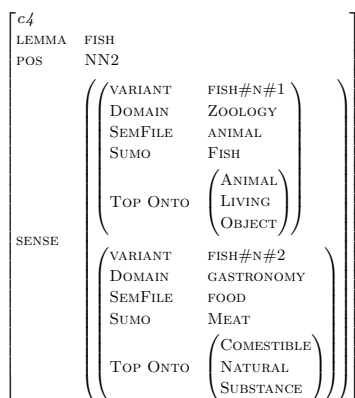 c4
LEMMA FISH
POS NN2
VARIANT FISH#N#1
DOMAIN ZOOLOGY
SEMFILE ANIMAL
SUMO FISH
ANIMAL
TOP ONTO LIVING
OBJECT
SENSE
VARIANT FISH#N#2
DOMAIN GASTRONOMY
SEMFILE FOOD
SUMO MEAT
COMESTIBLE
TOP ONTO NATURAL
SUBSTANCE